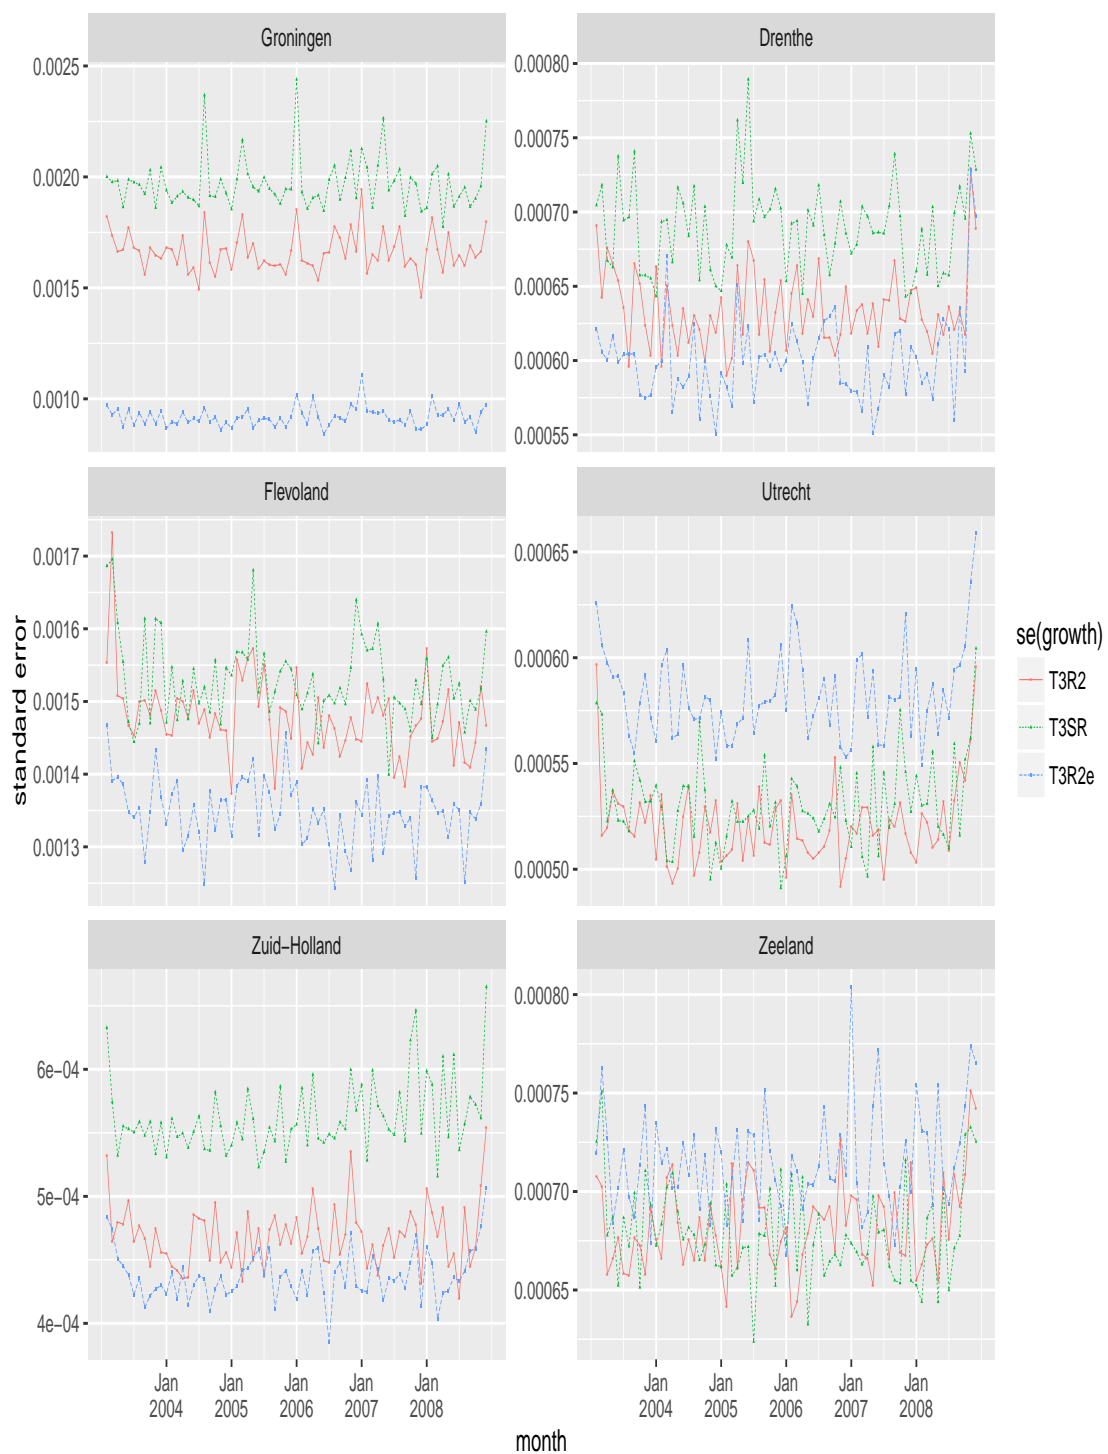 Groningen
Drenthe
0.0025
0.0020
0.0015
0.0010
0.00080
0.00075
0.00070
0.00065
0.00060
0.00055
Flevoland
Utrecht
0.0017
0.0016
0.0015
0.0014
0.0013
0.00065
0.00060
0.00055
0.00050
Zuid−Holland
Zeeland
6e−04
5e−04
4e−04
0.00080
0.00075
0.00070
0.00065
Jan
2004
Jan
2005
Jan
2006
Jan
2007
Jan
2008
Jan
2004
Jan
2005
Jan
2006
Jan
2007
Jan
2008
month
standard error
se(growth)
T3R2
T3SR
T3R2e